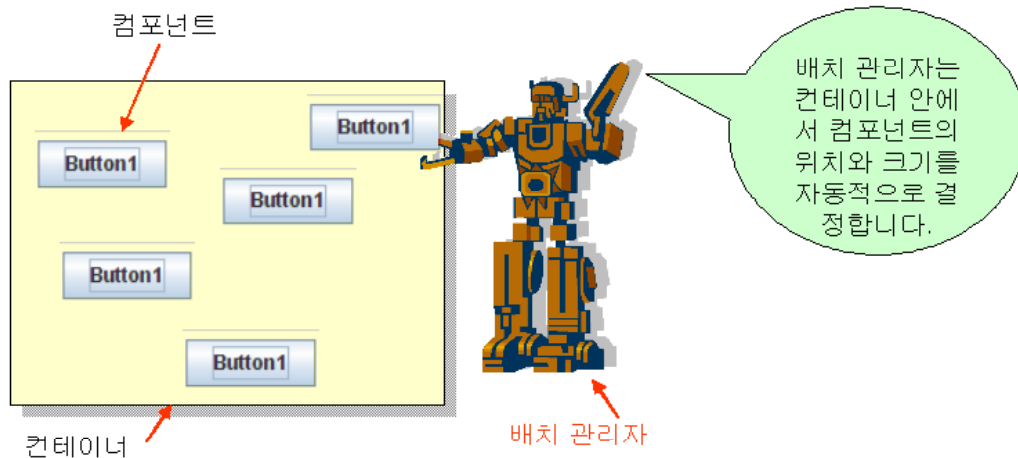 컴포넌트
Button1
Button1
Button1
Button1
Button1
컨테이너
배치 관리자
배치 관리자는
컨테이너 안에
서 컴포넌트의
위치와 크기를
자동적으로 결
정합니다.